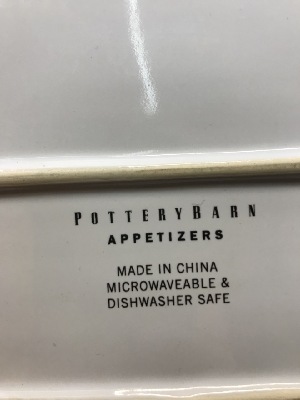 POTTERYBARN
APPETIZERS
MADE IN CHINA
MICROWAVEABLE &
DISHWASHER SAFE